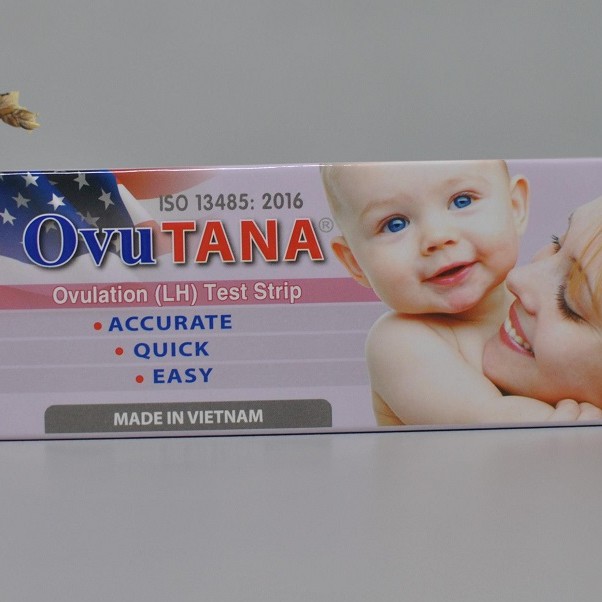 ISO 13485: 2016
OvuTANA®
Ovulation (LH) Test Strip
• ACCURATE
• QUICK
• EASY
MADE IN VIETNAM